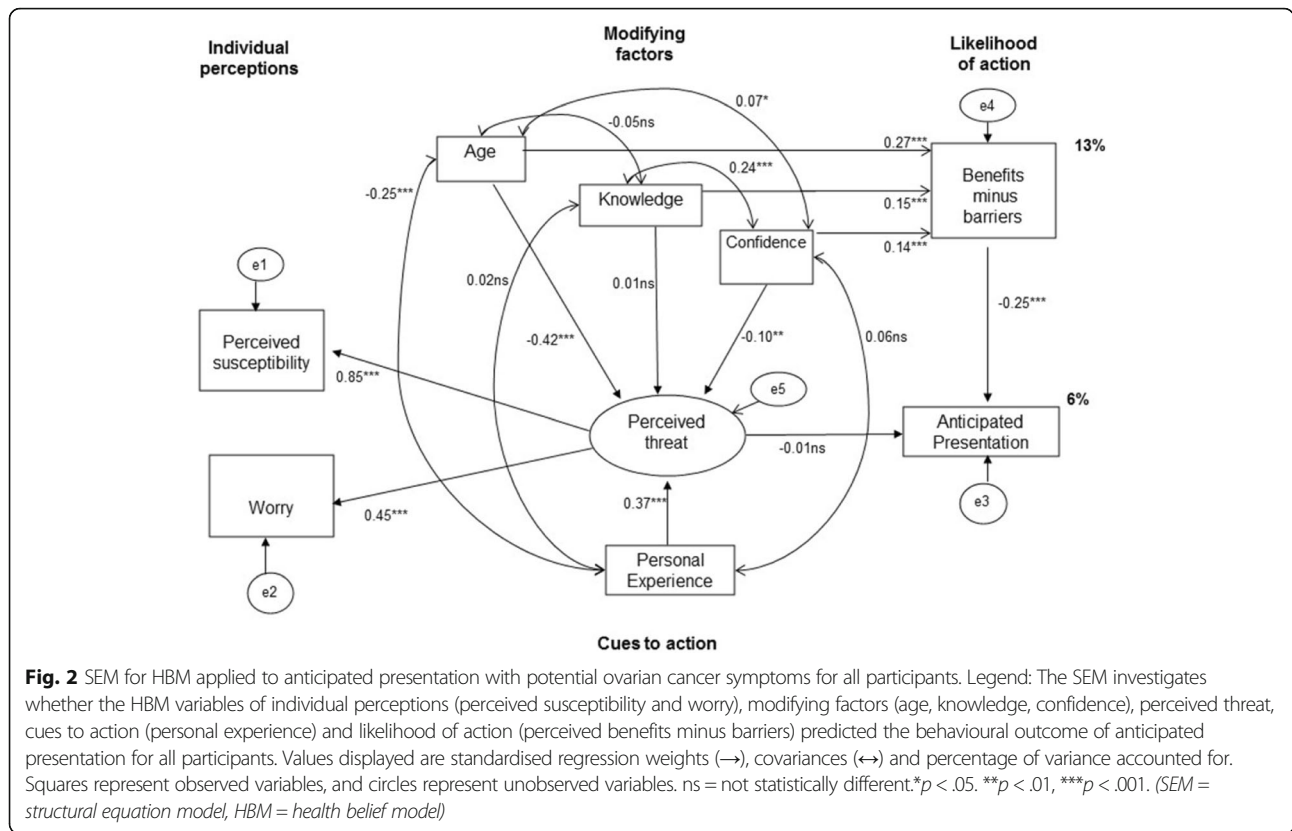 Individual
perceptions
Modifying
factors
Likelihood
of action
0.07*
e4
-0.05ns
Age
0.27***
13%
-0.25***
0.24***
Benefits
minus
barriers
Knowledge
0.15***
Confidence
0.14***
e1
0.02ns
0.01ns
-0.25***
Perceived
susceptibility
-0.42***
-0.10**
0.06ns
0.85***
e5
6%
Perceived
threat
Anticipated
Presentation
-0.01ns
Worry
0.45***
0.37***
e3
Personal
Experience
e2
Cues to action
Fig. 2 SEM for HBM applied to anticipated presentation with potential ovarian cancer symptoms for all participants. Legend: The SEM investigates
whether the HBM variables of individual perceptions (perceived susceptibility and worry), modifying factors (age, knowledge, confidence), perceived threat,
cues to action (personal experience) and likelihood of action (perceived benefits minus barriers) predicted the behavioural outcome of anticipated
presentation for all participants. Values displayed are standardised regression weights (→), covariances (↔) and percentage of variance accounted for.
Squares represent observed variables, and circles represent unobserved variables. ns = not statistically different.*p < .05. **p < .01, ***p < .001. (SEM =
structural equation model, HBM = health belief model)